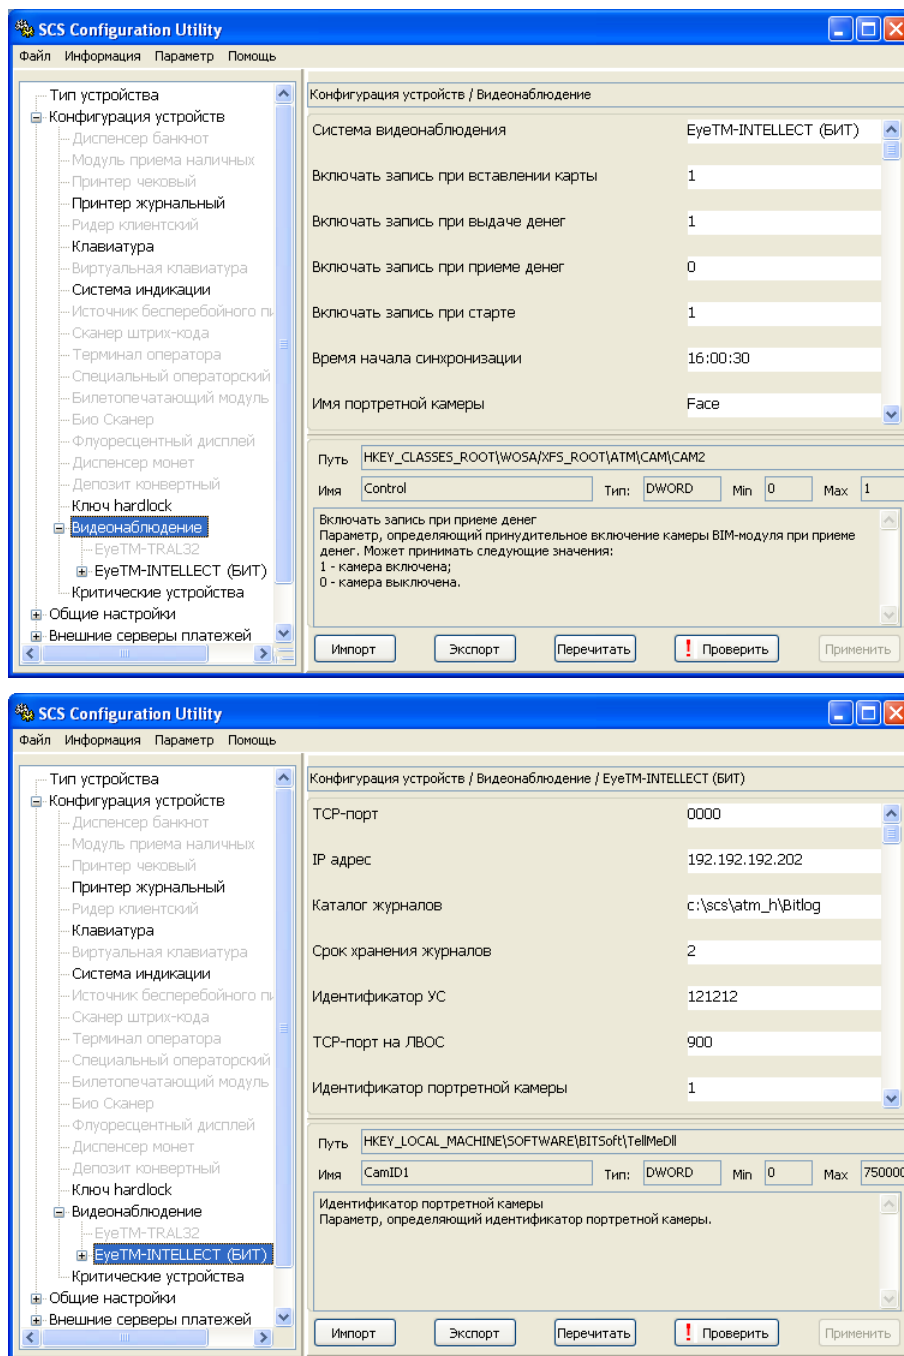 SCS Configuration Utility
Файл Информация Параметр Помощь
Тип устройства
Конфигурация устройств
Диспенсер банкнот
Модуль приема наличных
Принтер чековый
Принтер журнальный
Ридер клиентский
Клавиатура
Виртуальная клавиатура
Система индикации
Источник бесперебойного пи
Сканер штрих-кода
Терминал оператора
Специальный операторский
Билетопечатающий модуль
Био Сканер
Флуоресцентный дисплей
Диспенсер монет
Депозит конвертный
Ключ hardlock
Видеонаблюдение
EyeTM-TRAL32
EyeTM-INTELLECT (БИТ)
Критические устройства
Общие настройки
Внешние серверы платежей
Конфигурация устройств / Видеонаблюдение
Система видеонаблюдения EyeTM-INTELLECT (БИТ)
Включать запись при вставлении карты 1
Включать запись при выдаче денег 1
Включать запись при приеме денег 0
Включать запись при старте 1
Время начала синхронизации 16:00:30
Имя портретной камеры Face
Путь HKEY_CLASSES_ROOT\WOSA/XFS_ROOT\ATM\CAM\CAM2
Имя Control Тип: DWORD Min 0 Max 1
Включать запись при приеме денег
Параметр, определяющий принудительное включение камеры BIM-модуля при приеме
денег. Может принимать следующие значения:
1 - камера включена;
0 - камера выключена.
Импорт Экспорт Перечитать ! Проверить Применить
SCS Configuration Utility
Файл Информация Параметр Помощь
Тип устройства
Конфигурация устройств
Диспенсер банкнот
Модуль приема наличных
Принтер чековый
Принтер журнальный
Ридер клиентский
Клавиатура
Виртуальная клавиатура
Система индикации
Источник бесперебойного пи
Сканер штрих-кода
Терминал оператора
Специальный операторский
Билетопечатающий модуль
Био Сканер
Флуоресцентный дисплей
Диспенсер монет
Депозит конвертный
Ключ hardlock
Видеонаблюдение
EyeTM-TRAL32
EyeTM-INTELLECT (БИТ)
Критические устройства
Общие настройки
Внешние серверы платежей
Конфигурация устройств / Видеонаблюдение / EyeTM-INTELLECT (БИТ)
TCP-порт 0000
IP адрес 192.192.192.202
Каталог журналов c:\scs\atm_h\Bitlog
Срок хранения журналов 2
Идентификатор УС 121212
TCP-порт на ЛВОС 900
Идентификатор портретной камеры 1
Путь HKEY_LOCAL_MACHINE\SOFTWARE\BITSoft\TellMeDll
Имя CamID1 Тип: DWORD Min 0 Max 750000
Идентификатор портретной камеры
Параметр, определяющий идентификатор портретной камеры.
Импорт Экспорт Перечитать ! Проверить Применить